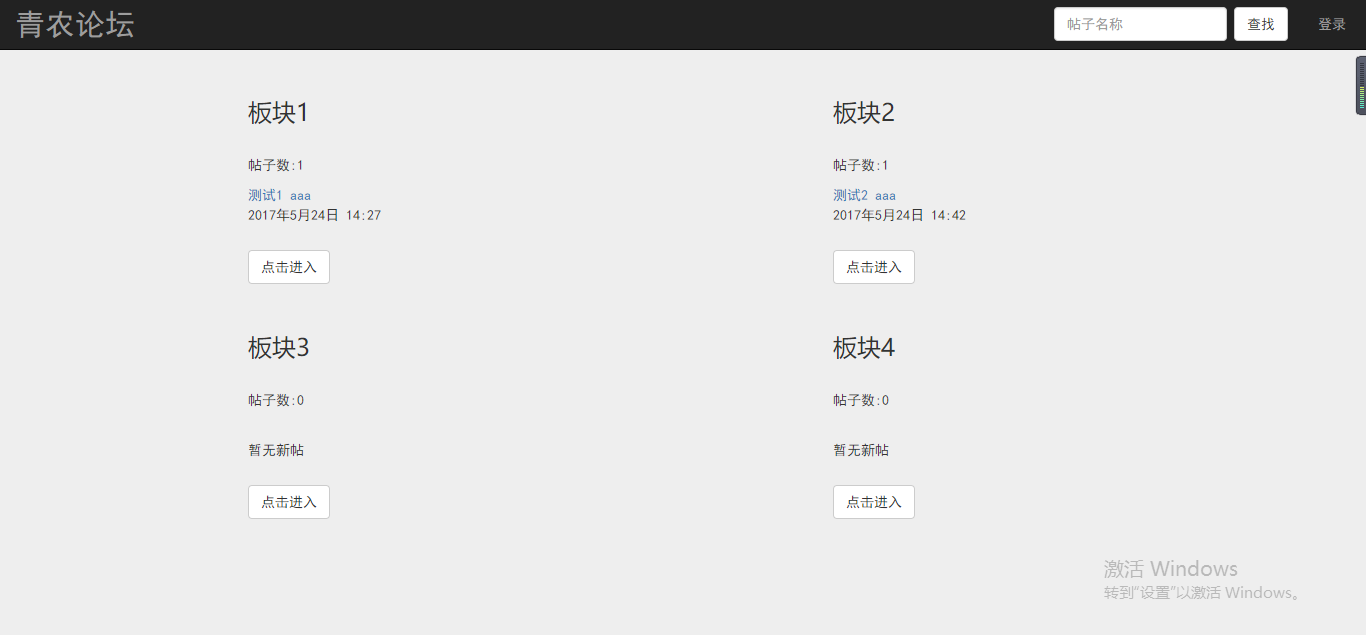 青农论坛
帖子名称
查找
登录
板块1
帖子数:1
测试1 aaa
2017年5月24日 14:27
点击进入
板块2
帖子数:1
测试2 aaa
2017年5月24日 14:42
点击进入
板块3
帖子数:0
暂无新帖
点击进入
板块4
帖子数:0
暂无新帖
点击进入
激活 Windows
转到"设置"以激活 Windows。